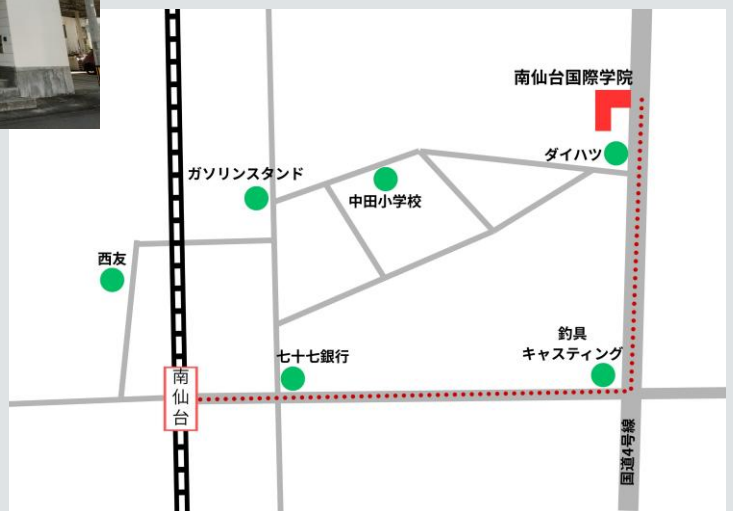 南仙台国際学院
ダイハツ
ガソリンスタンド
中田小学校
西友
釣具
キャスティング
七十七銀行
南仙台
国道4号線